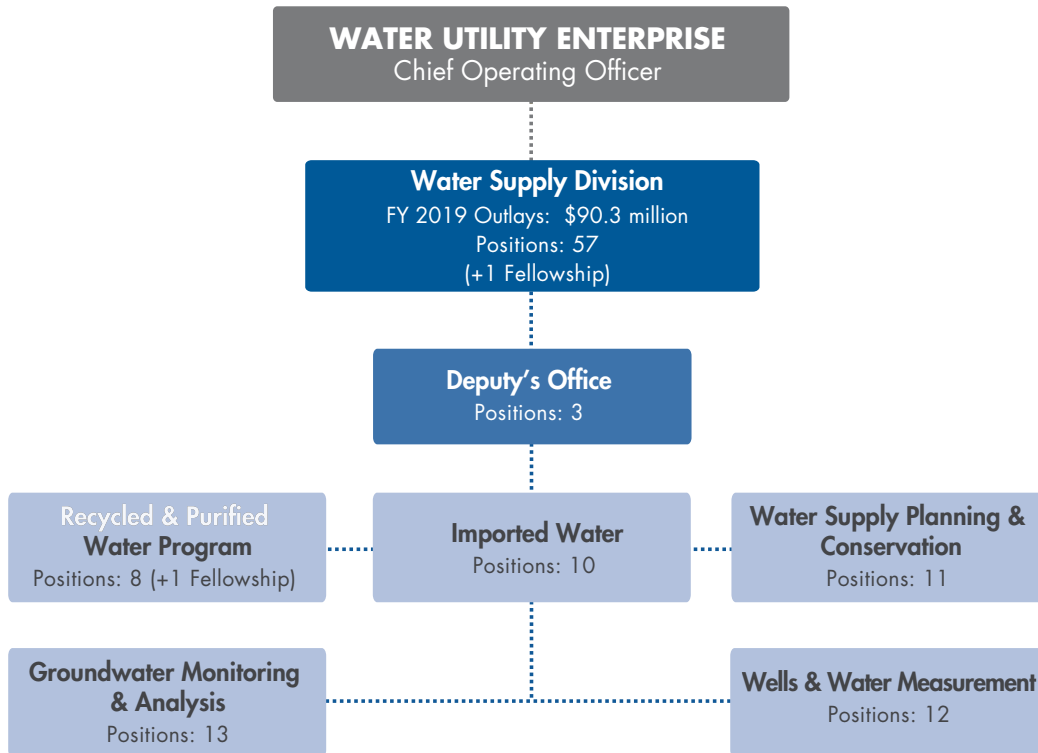 WATER UTILITY ENTERPRISE
Chief Operating Officer
Water Supply Division
FY 2019 Outlays: $90.3 million
Positions: 57
(+1 Fellowship)
Deputy’s Office
Positions: 3
Recycled & Purified
Water Program
Positions: 8 (+1 Fellowship)
Imported Water
Positions: 10
Water Supply Planning &
Conservation
Positions: 11
Groundwater Monitoring
& Analysis
Positions: 13
Wells & Water Measurement
Positions: 12